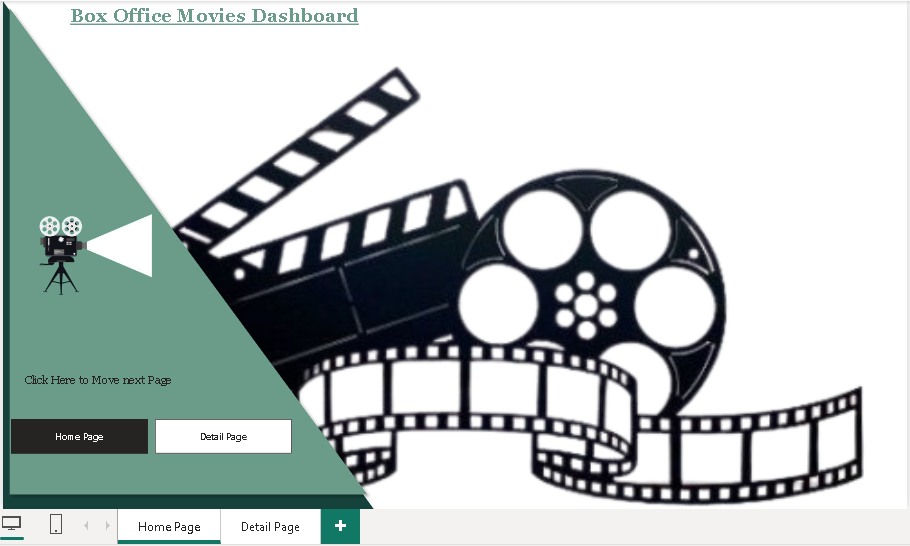 Box Office Movies Dashboard
Click Here to Move next Page
Home Page
Detail Page
Home Page
Detail Page
+